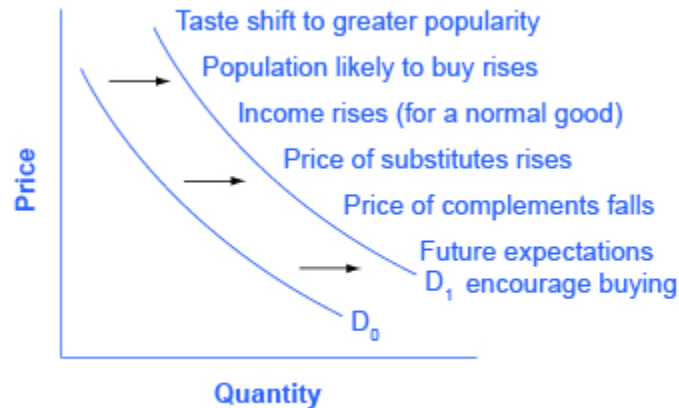 Taste shift to greater popularity
Population likely to buy rises
Income rises (for a normal good)
Price of substitutes rises
Price of complements falls
Future expectations
encourage buying
D1
D0
Price
Quantity